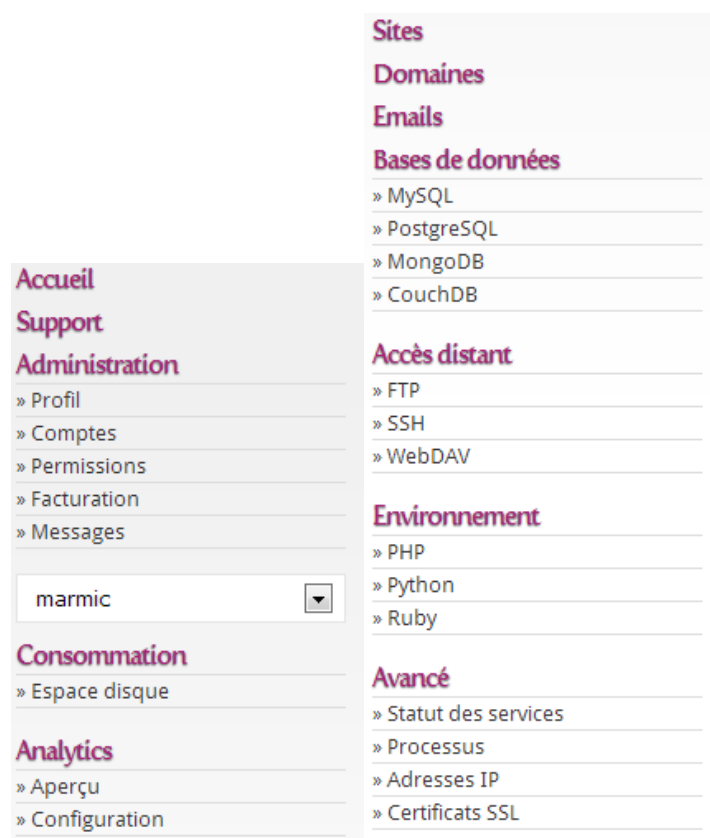 Accueil
Support
Administration
» Profil
» Comptes
» Permissions
» Facturation
» Messages
marmic
Consommation
» Espace disque
Analytics
» Aperçu
» Configuration
Sites
Domaines
Emails
Bases de données
» MySQL
» PostgreSQL
» MongoDB
» CouchDB
Accès distant
» FTP
» SSH
» WebDAV
Environnement
» PHP
» Python
» Ruby
Avancé
» Statut des services
» Processus
» Adresses IP
» Certificats SSL